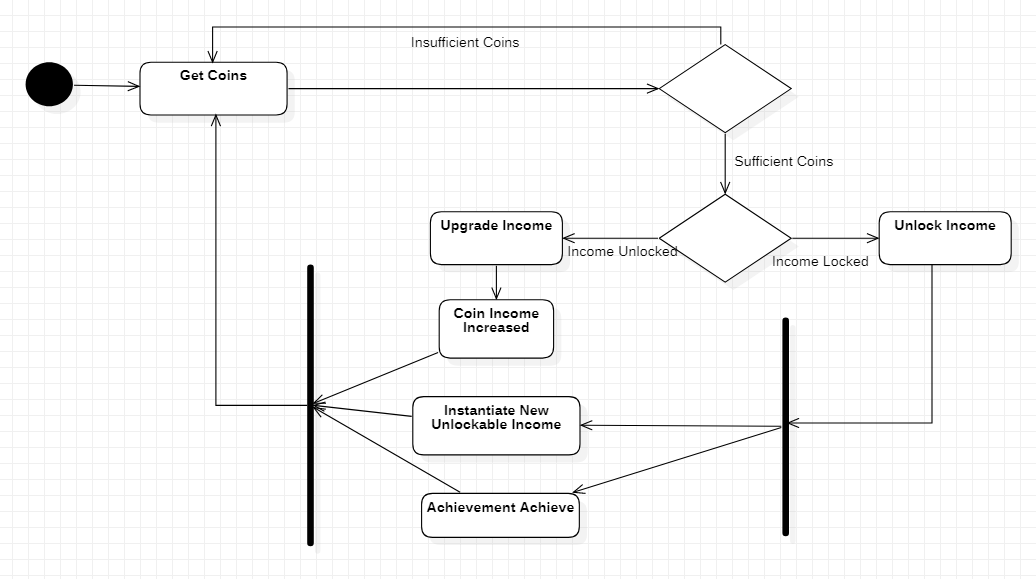 Insufficient Coins
Get Coins
Sufficient Coins
Upgrade Income
Unlock Income
Income Unlocked
Income Locked
Coin Income
Increased
Instantiate New
Unlockable Income
Achievement Achieve